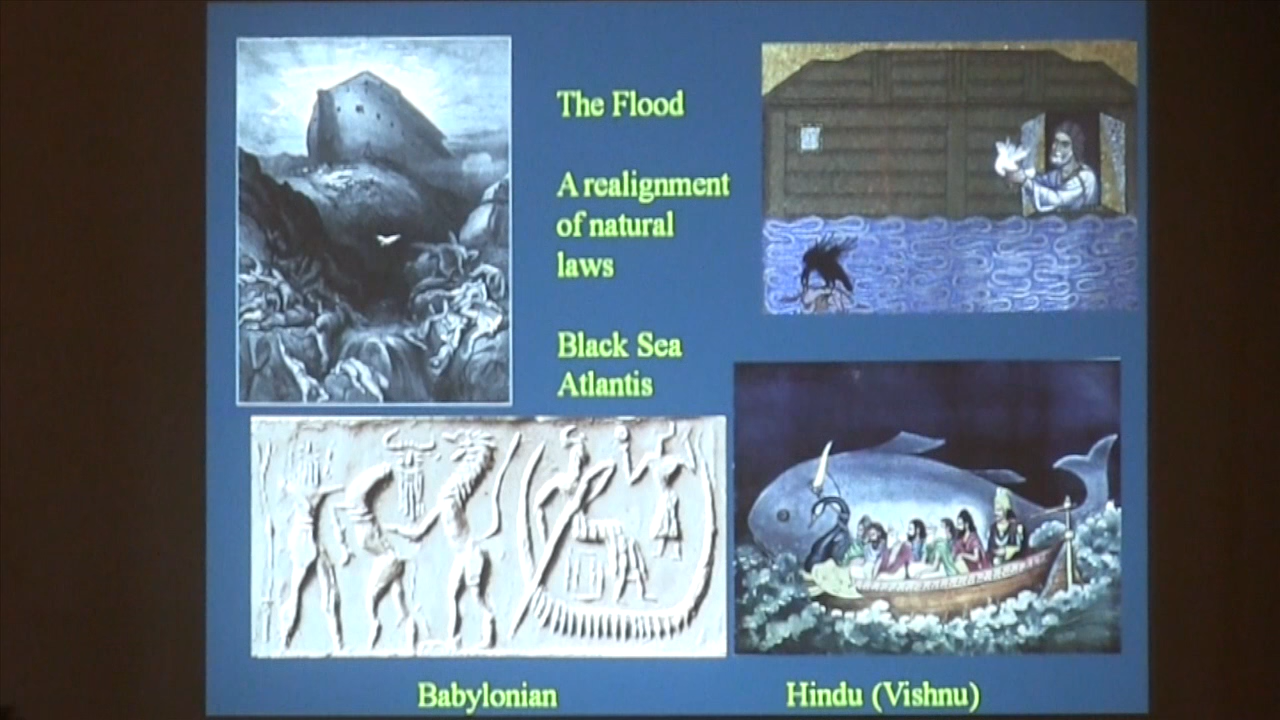 The Flood
A realignment
of natural
laws
Black Sea
Atlantis
Babylonian
Hindu (Vishnu)